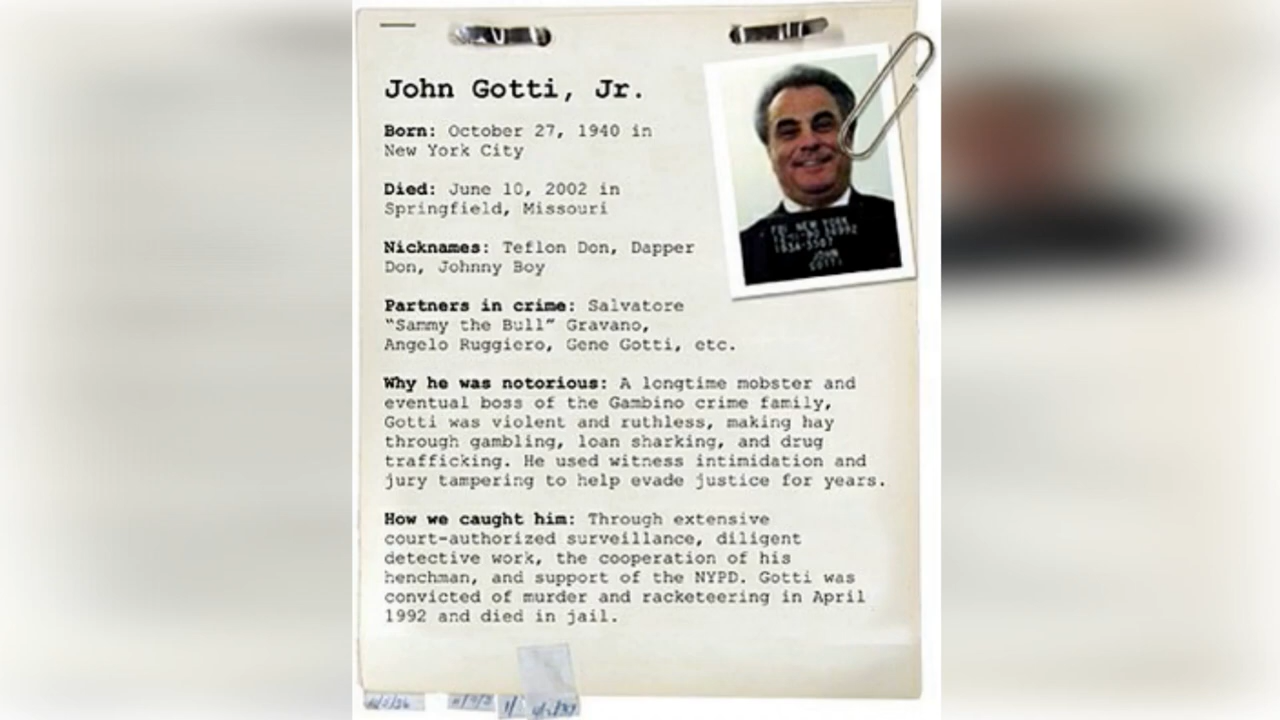 John Gotti, Jr.
Born: October 27, 1940 in
New York City
Died: June 10, 2002 in
Springfield, Missouri
Nicknames: Teflon Don, Dapper
Don, Johnny Boy
Partners in crime: Salvatore
“Sammy the Bull” Gravano,
Angelo Ruggiero, Gene Gotti, etc.
Why he was notorious: A longtime mobster and
eventual boss of the Gambino crime family,
Gotti was violent and ruthless, making hay
through gambling, loan sharking, and drug
trafficking. He used witness intimidation and
jury tampering to help evade justice for years.
How we caught him: Through extensive
court-authorized surveillance, diligent
detective work, the cooperation of his
henchman, and support of the NYPD. Gotti was
convicted of murder and racketeering in April
1992 and died in jail.
FBI NEW YORK
JOHN
GOTTI